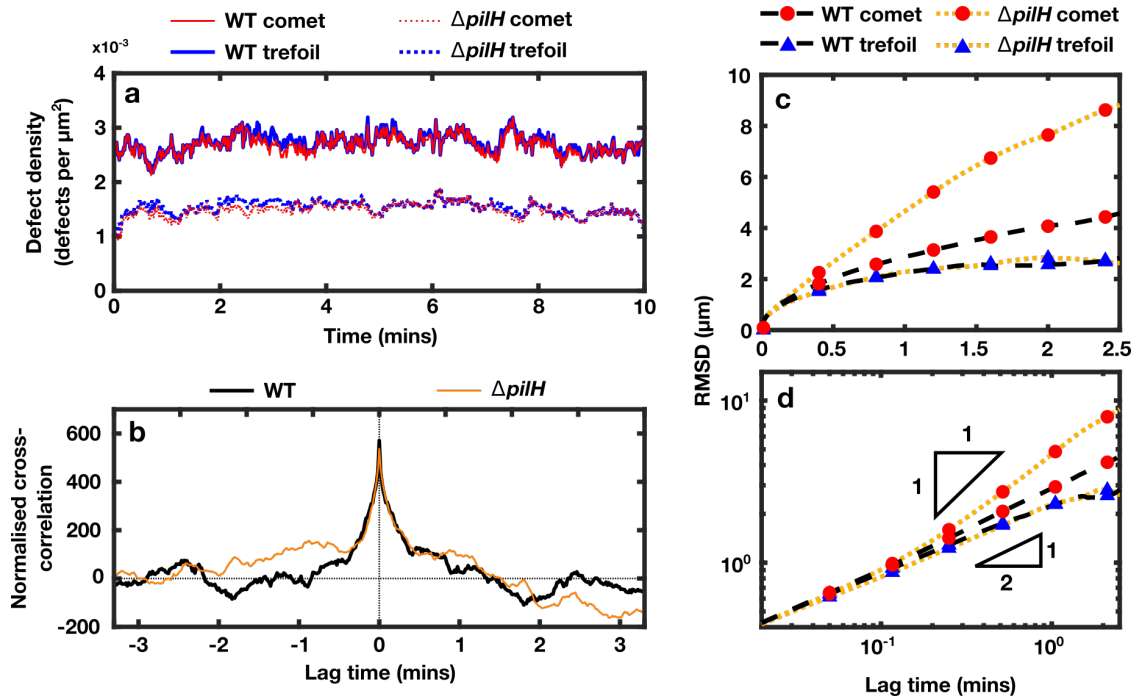 WT comet
ΔpilH comet
WT trefoil
ΔpilH trefoil
x10-3
4
3
2
1
0
a
0
2
4
6
8
10
Defect density
(defects per μm2)
Time (mins)
WT
ΔpilH
b
600
400
200
0
-200
-3
-2
-1
0
1
2
3
Normalised cross-
correlation
Lag time (mins)
WT comet
ΔpilH comet
WT trefoil
ΔpilH trefoil
c
10
8
6
4
2
0
0
0.5
1
1.5
2
2.5
RMSD (μm)
d
101
100
1
1
1
2
10-1
100
Lag time (mins)